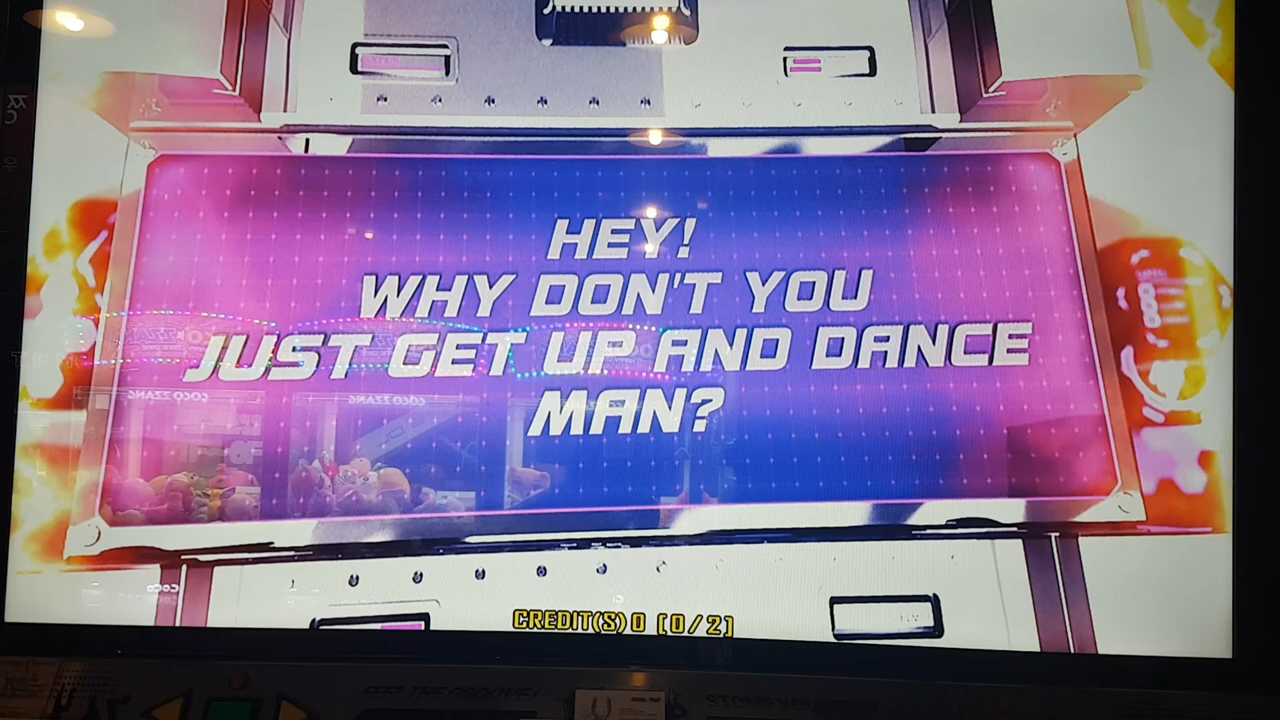 HEY!
WHY DON'T YOU
JUST GET UP AND DANCE
MAN?
CREDIT(S) 0 [0/2]